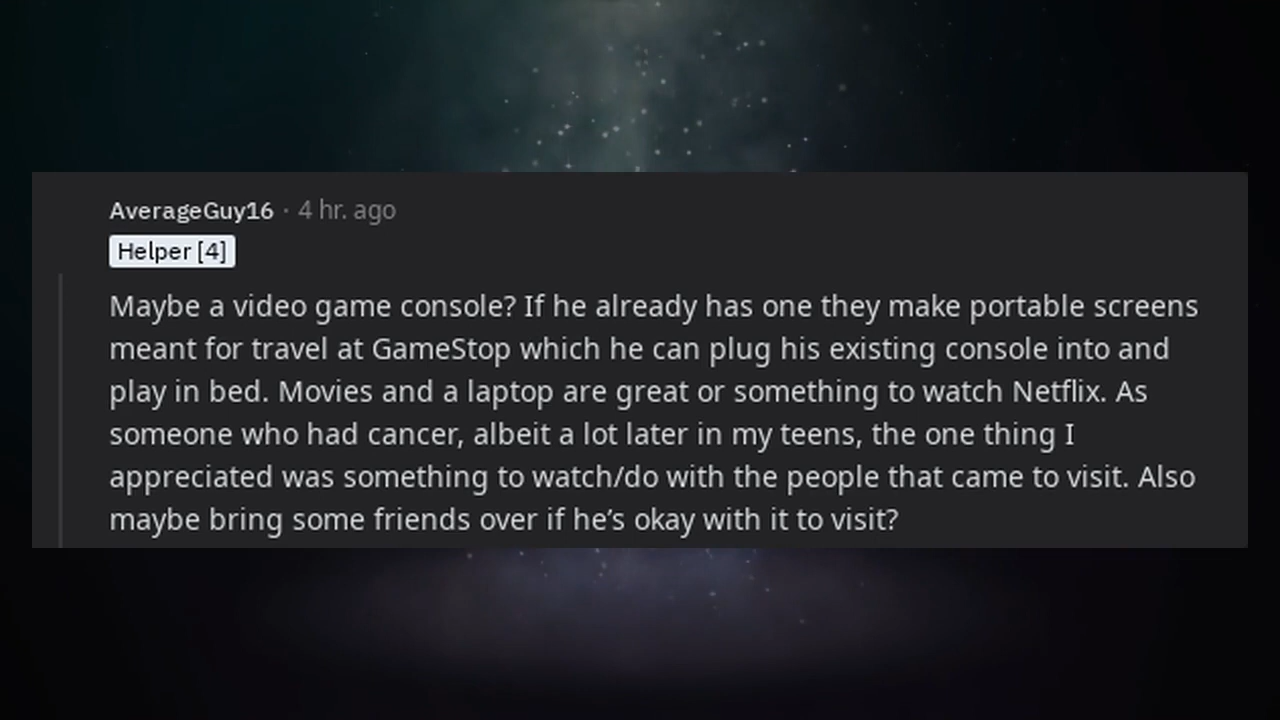 AverageGuy16 · 4 hr. ago
Helper [4]
Maybe a video game console? If he already has one they make portable screens
meant for travel at GameStop which he can plug his existing console into and
play in bed. Movies and a laptop are great or something to watch Netflix. As
someone who had cancer, albeit a lot later in my teens, the one thing I
appreciated was something to watch/do with the people that came to visit. Also
maybe bring some friends over if he’s okay with it to visit?